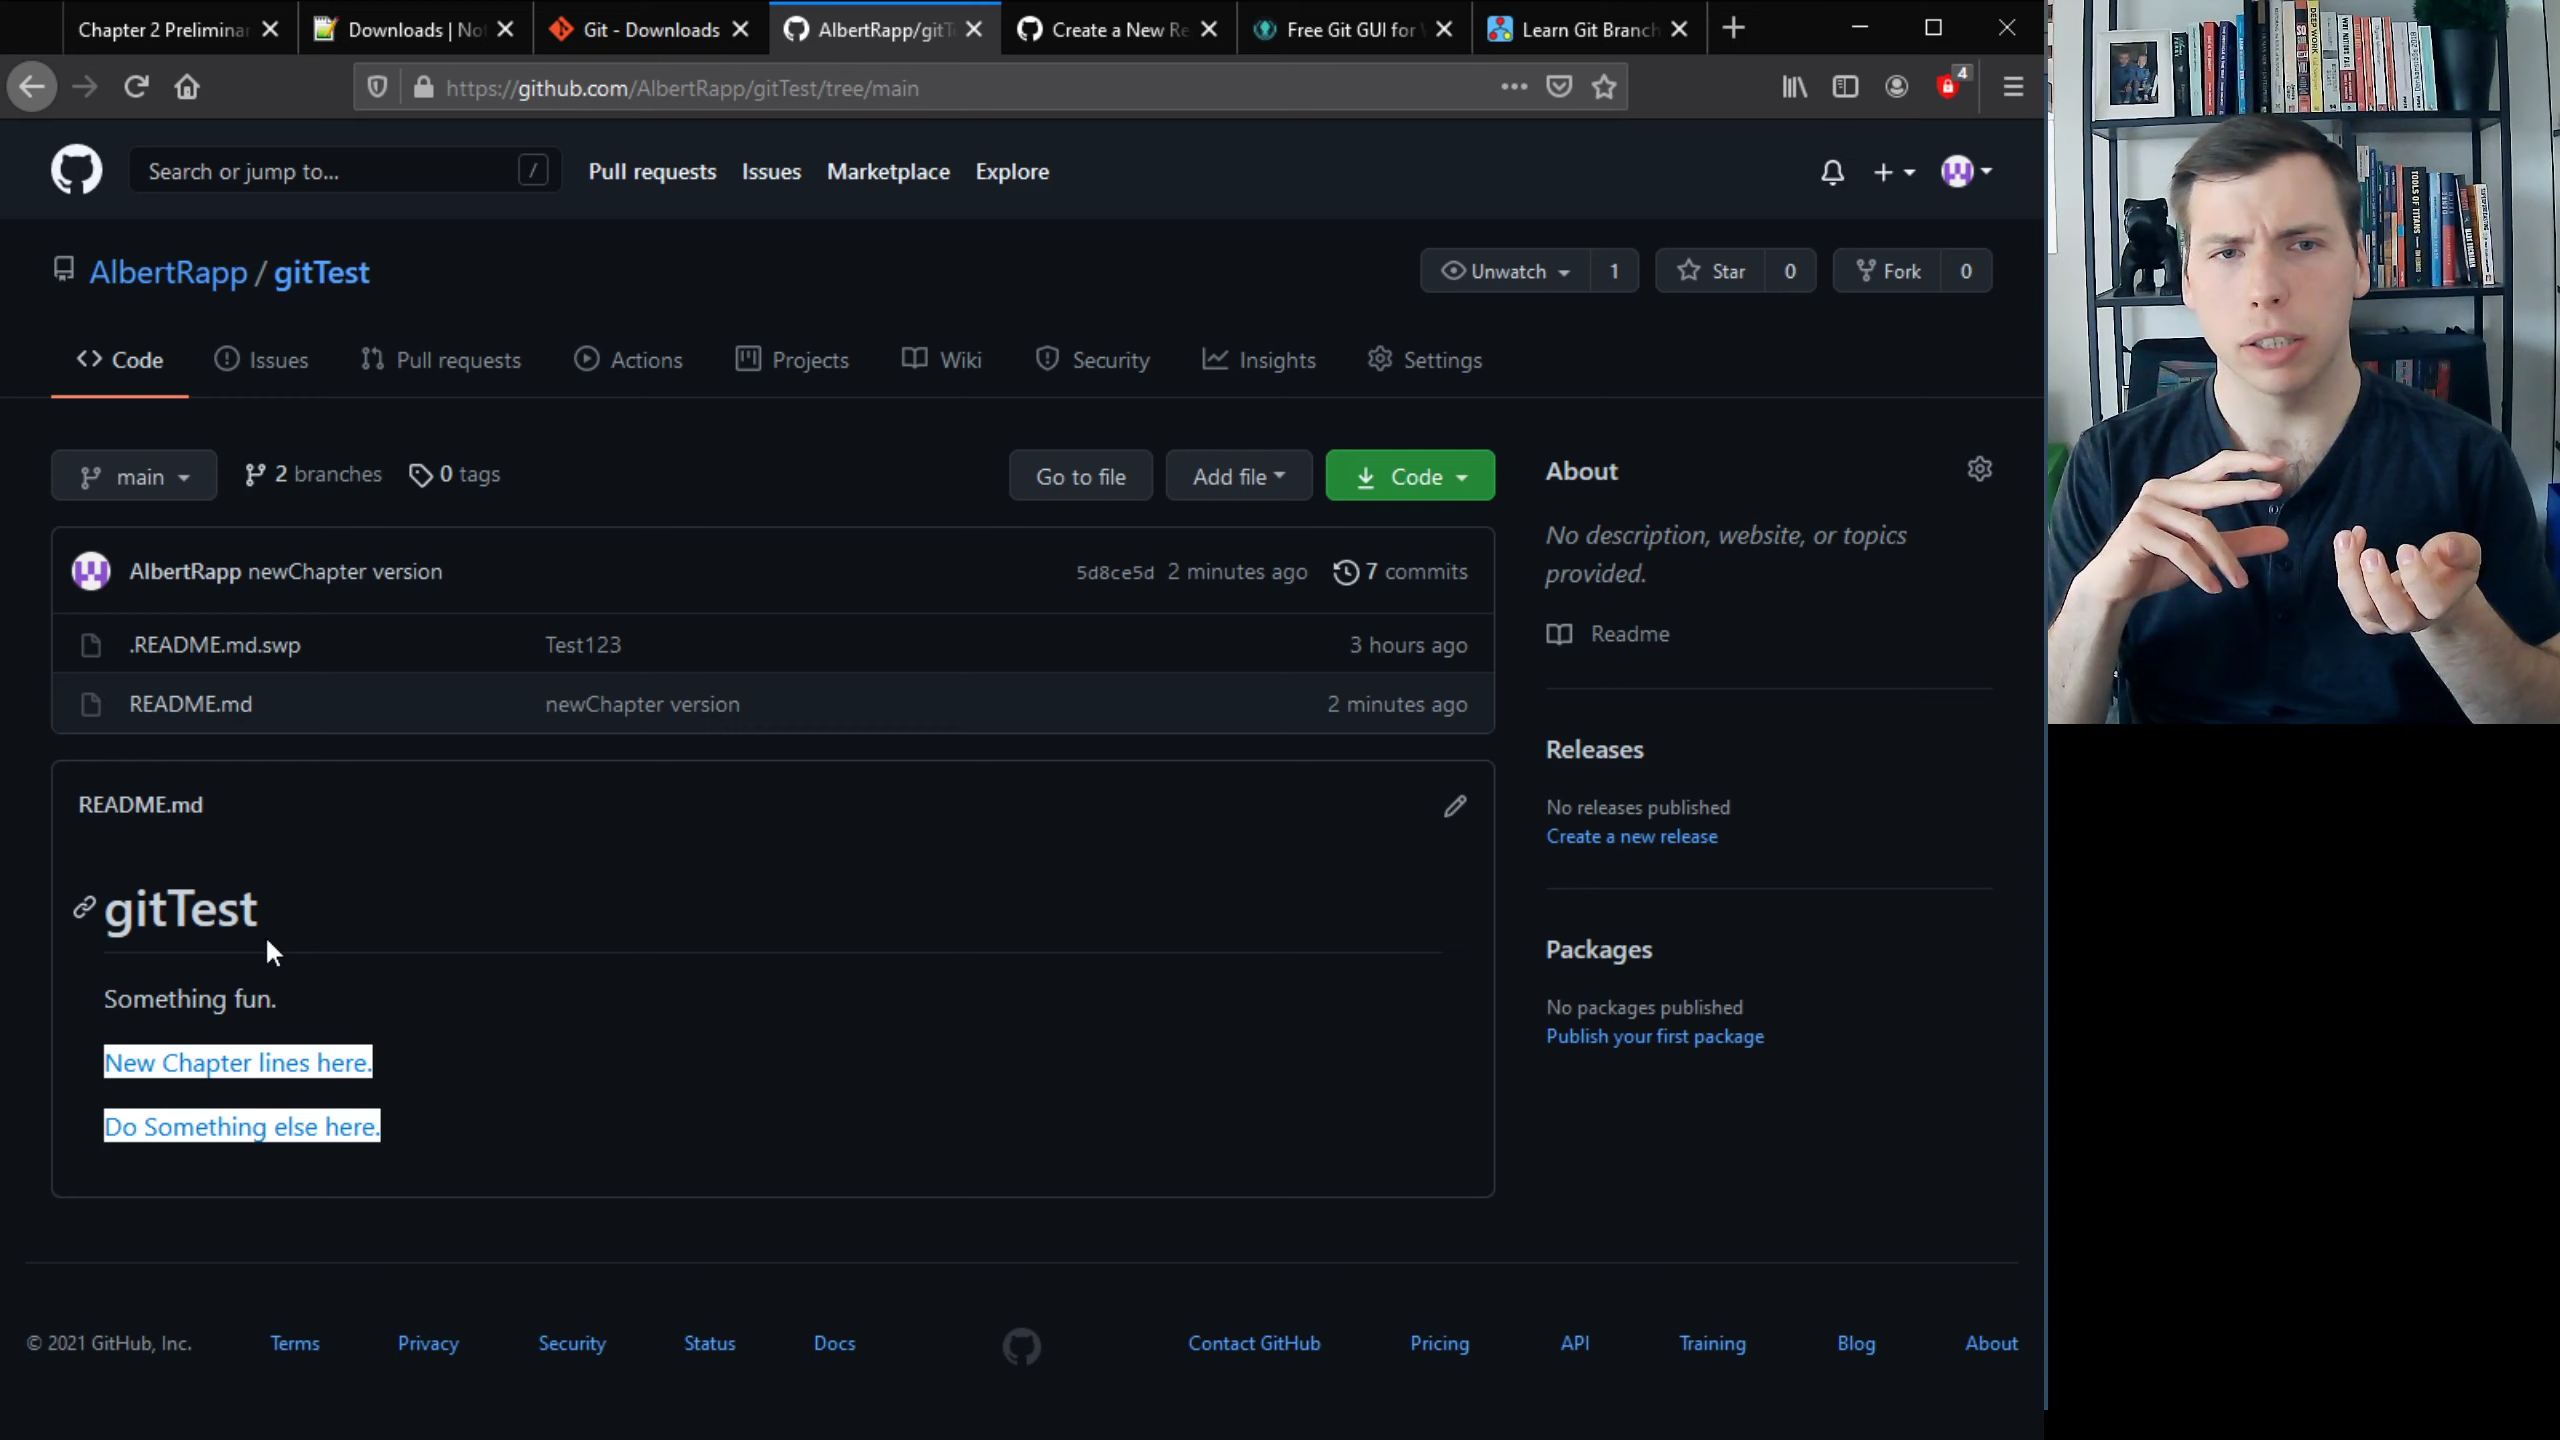 Chapter 2 Prelimina
Downloads | No
Git - Downloads
AlbertRapp/gitT
Create a New Re
Free Git GUI for
Learn Git Branch
https://github.com/AlbertRapp/gitTest/tree/main
4
Search or jump to...
/
Pull requests
Issues
Marketplace
Explore
AlbertRapp / gitTest
Unwatch
1
Star
0
Fork
0
Code
Issues
Pull requests
Actions
Projects
Wiki
Security
Insights
Settings
main
2 branches
0 tags
Go to file
Add file
Code
AlbertRapp newChapter version
5d8ce5d
2 minutes ago
7 commits
.README.md.swp
Test123
3 hours ago
README.md
newChapter version
2 minutes ago
README.md
gitTest
Something fun.
New Chapter lines here.
Do Something else here.
About
No description, website, or topics
provided.
Readme
Releases
No releases published
Create a new release
Packages
No packages published
Publish your first package
© 2021 GitHub, Inc.
Terms
Privacy
Security
Status
Docs
Contact GitHub
Pricing
API
Training
Blog
About
DEEP WORK
TOOLS OF TITANS